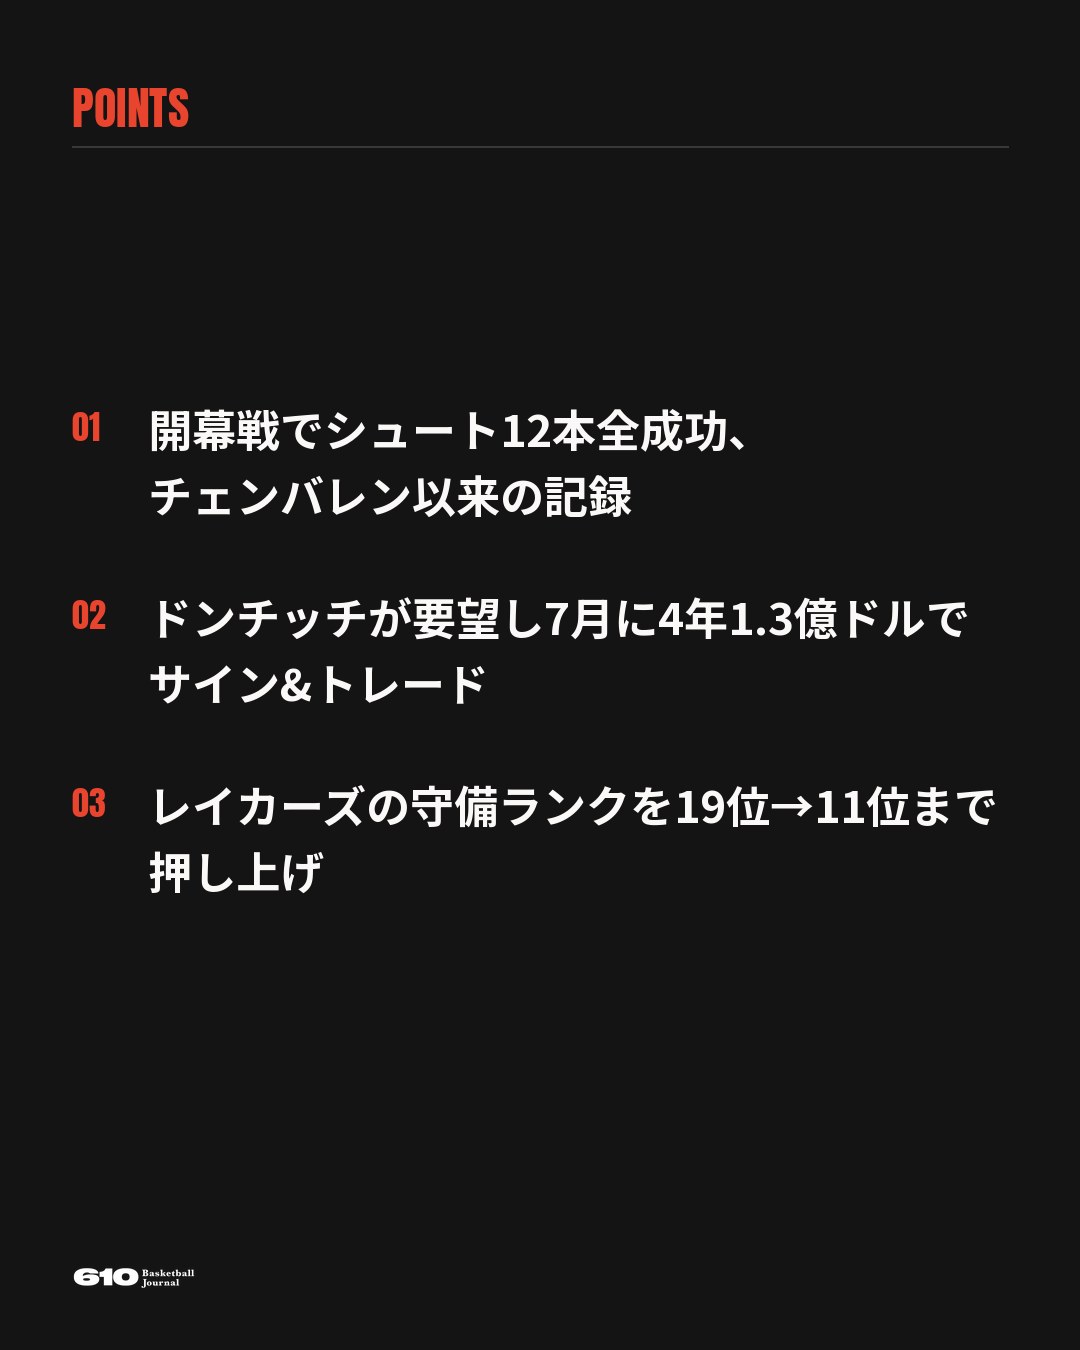 POINTS
01 開幕戦でシュート12本全成功、
チェンバレン以来の記録
02 ドンチッチが要望し7月に4年1.3億ドルで
サイン&トレード
03 レイカーズの守備ランクを19位→11位まで
押し上げ
610 Basketball
Journal